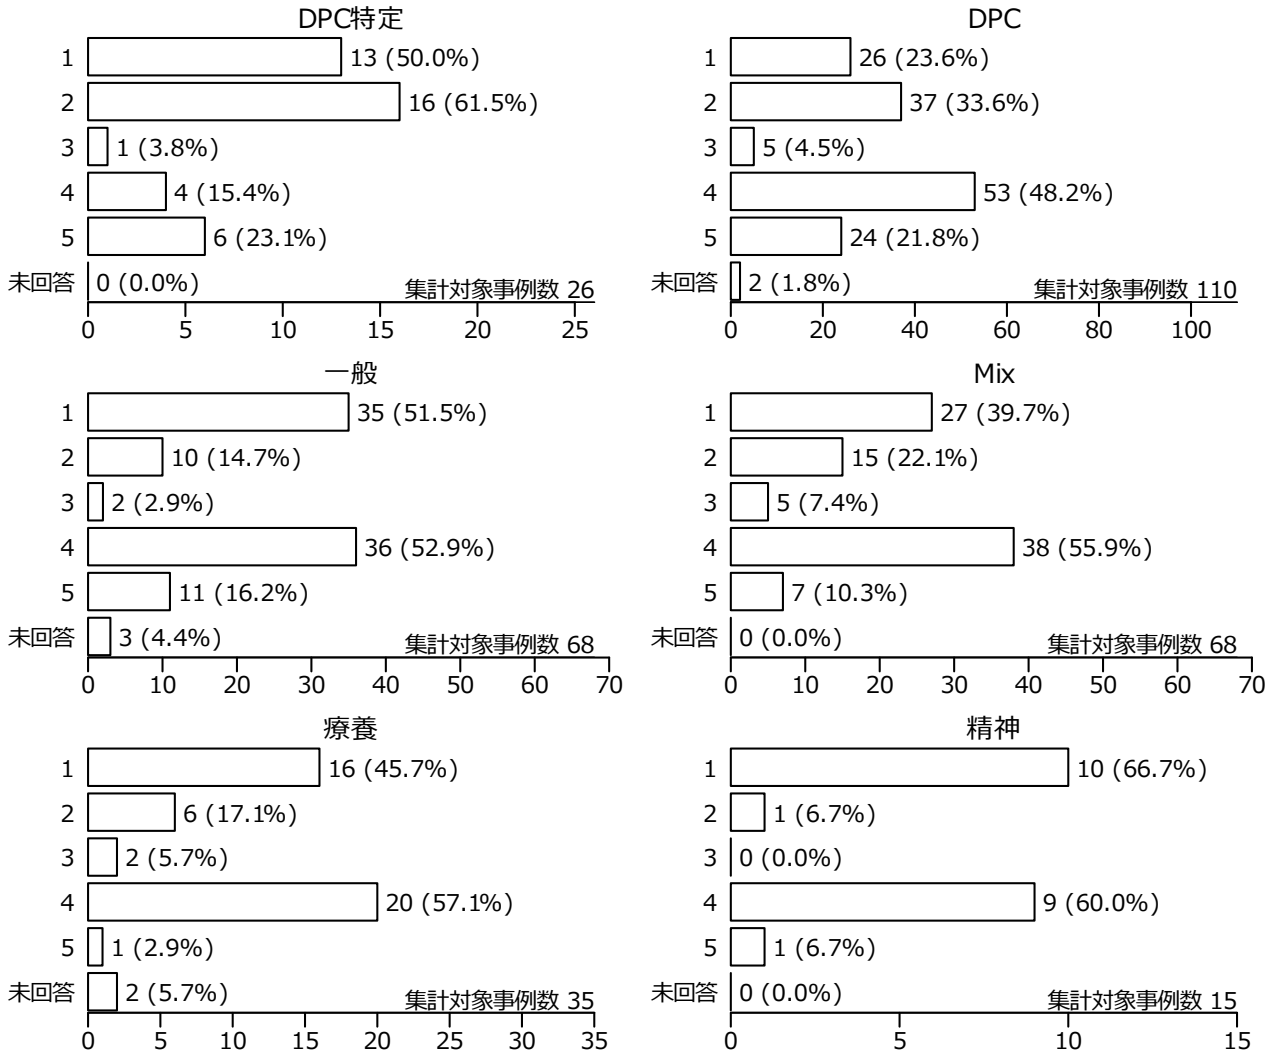 DPC特定
1 13 (50.0%)
2 16 (61.5%)
3 1 (3.8%)
4 4 (15.4%)
5 6 (23.1%)
未回答 0 (0.0%) 集計対象事例数 26
0 5 10 15 20 25
DPC
1 26 (23.6%)
2 37 (33.6%)
3 5 (4.5%)
4 53 (48.2%)
5 24 (21.8%)
未回答 2 (1.8%) 集計対象事例数 110
0 20 40 60 80 100
一般
1 35 (51.5%)
2 10 (14.7%)
3 2 (2.9%)
4 36 (52.9%)
5 11 (16.2%)
未回答 3 (4.4%) 集計対象事例数 68
0 10 20 30 40 50 60 70
Mix
1 27 (39.7%)
2 15 (22.1%)
3 5 (7.4%)
4 38 (55.9%)
5 7 (10.3%)
未回答 0 (0.0%) 集計対象事例数 68
0 10 20 30 40 50 60 70
療養
1 16 (45.7%)
2 6 (17.1%)
3 2 (5.7%)
4 20 (57.1%)
5 1 (2.9%)
未回答 2 (5.7%) 集計対象事例数 35
0 5 10 15 20 25 30 35
精神
1 10 (66.7%)
2 1 (6.7%)
3 0 (0.0%)
4 9 (60.0%)
5 1 (6.7%)
未回答 0 (0.0%) 集計対象事例数 15
0 5 10 15